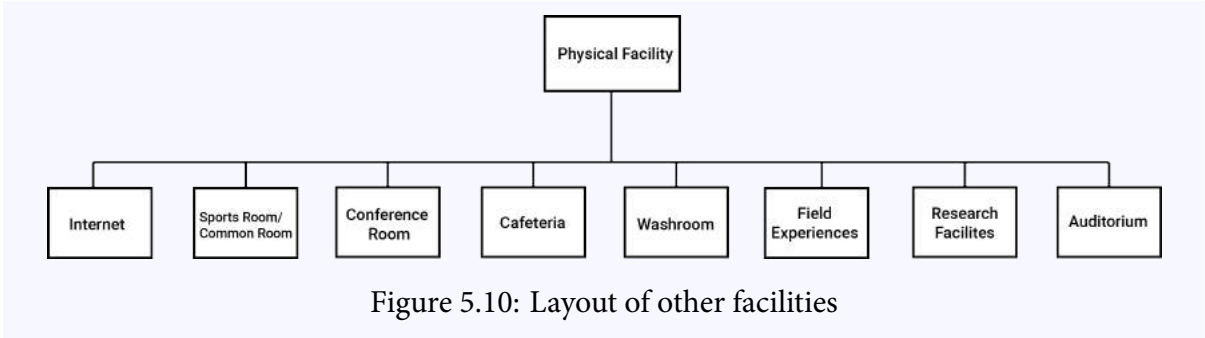 Physical Facility
Internet
Sports Room/
Common Room
Conference
Room
Cafeteria
Washroom
Field
Experiences
Research
Facilites
Auditorium
Figure 5.10: Layout of other facilities